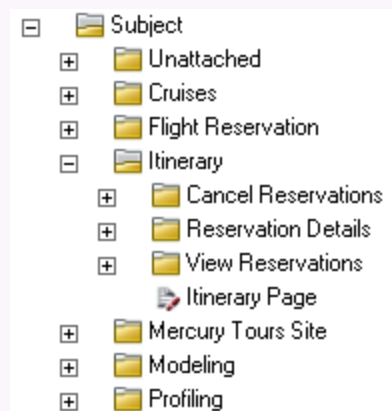 Subject
Unattached
Cruises
Flight Reservation
Itinerary
Cancel Reservations
Reservation Details
View Reservations
Itinerary Page
Mercury Tours Site
Modeling
Profiling